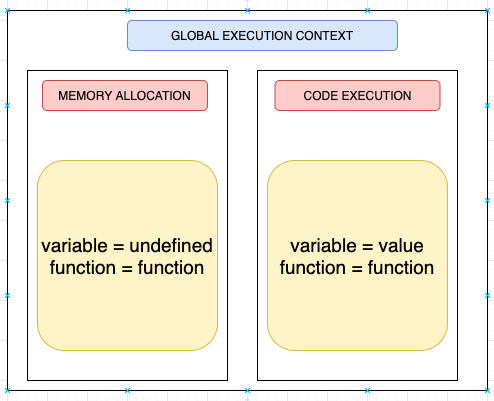 GLOBAL EXECUTION CONTEXT
MEMORY ALLOCATION
variable = undefined
function = function
CODE EXECUTION
variable = value
function = function